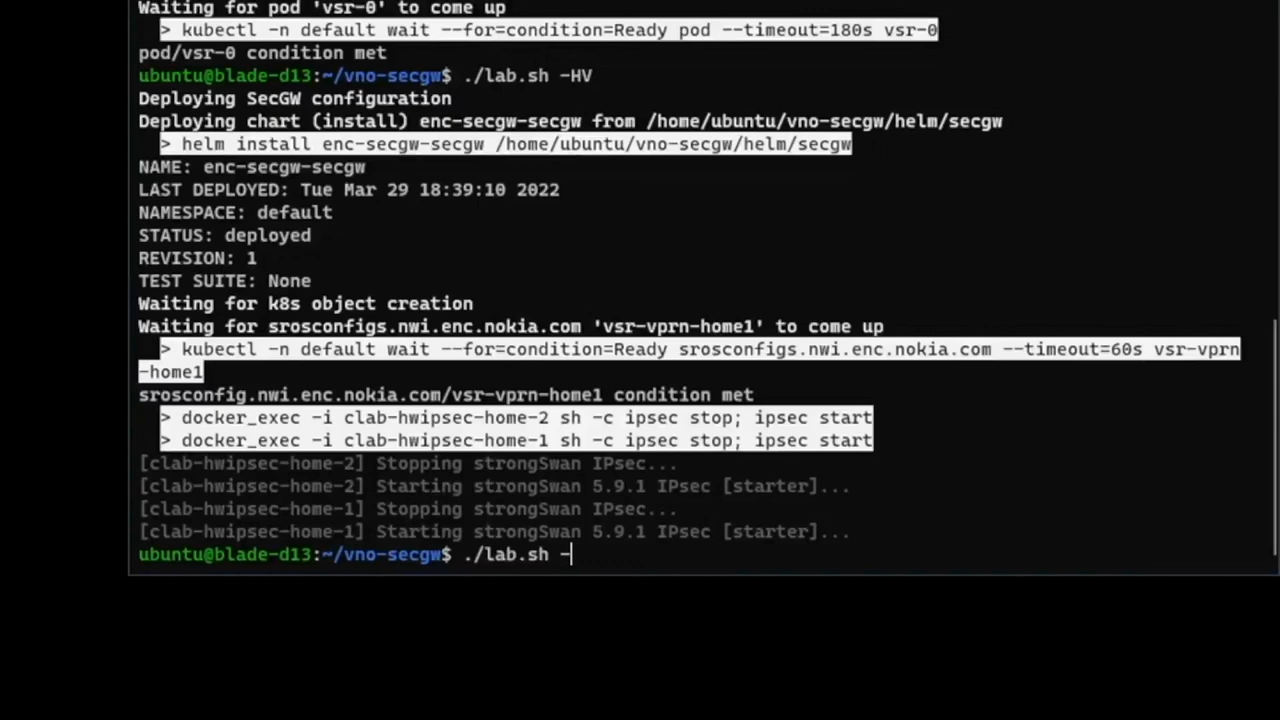 Waiting for pod 'vsr-0' to come up
> kubectl -n default wait --for=condition=Ready pod --timeout=180s vsr-0
pod/vsr-0 condition met
ubuntu@blade-d13:~/vno-secgw$ ./lab.sh -HV
Deploying SecGW configuration
Deploying chart (install) enc-secgw-secgw from /home/ubuntu/vno-secgw/helm/secgw
> helm install enc-secgw-secgw /home/ubuntu/vno-secgw/helm/secgw
NAME: enc-secgw-secgw
LAST DEPLOYED: Tue Mar 29 18:39:10 2022
NAMESPACE: default
STATUS: deployed
REVISION: 1
TEST SUITE: None
Waiting for k8s object creation
Waiting for srosconfigs.nwi.enc.nokia.com 'vsr-vprn-home1' to come up
> kubectl -n default wait --for=condition=Ready srosconfigs.nwi.enc.nokia.com --timeout=60s vsr-vprn
-home1
srosconfig.nwi.enc.nokia.com/vsr-vprn-home1 condition met
> docker_exec -i clab-hwipsec-home-2 sh -c ipsec stop; ipsec start
> docker_exec -i clab-hwipsec-home-1 sh -c ipsec stop; ipsec start
[clab-hwipsec-home-2] Stopping strongSwan IPsec...
[clab-hwipsec-home-2] Starting strongSwan 5.9.1 IPsec [starter]...
[clab-hwipsec-home-1] Stopping strongSwan IPsec...
[clab-hwipsec-home-1] Starting strongSwan 5.9.1 IPsec [starter]...
ubuntu@blade-d13:~/vno-secgw$ ./lab.sh -